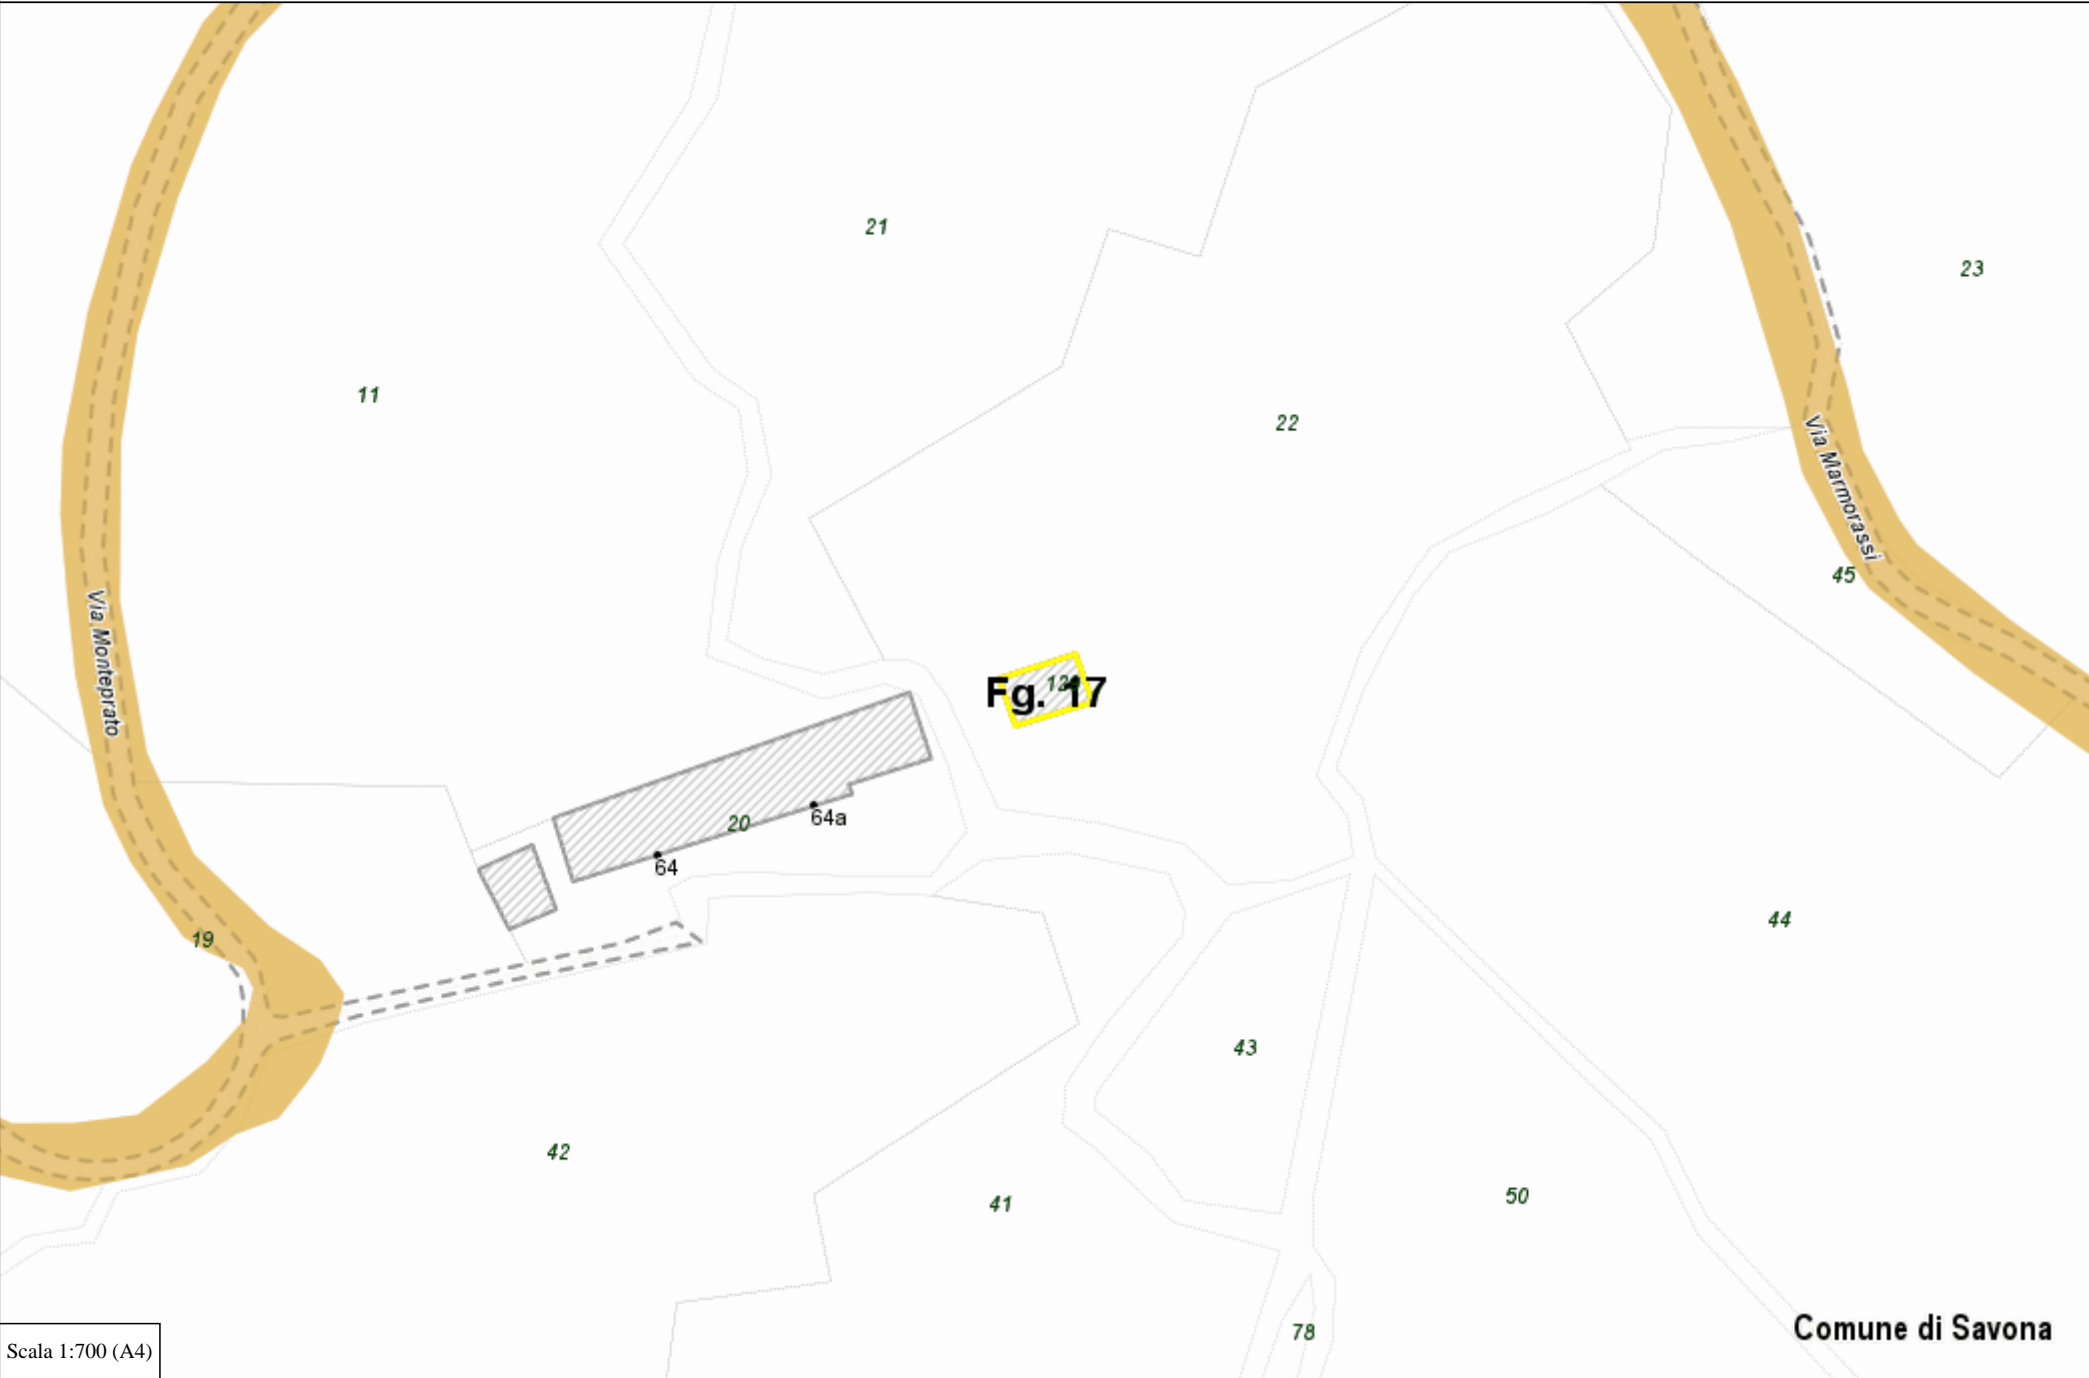 21
23
11
22
Via Marmorassi
45
Via Monteprato
Fg. 17
20
64a
64
19
44
43
42
41
50
78
Comune di Savona
Scala 1:700 (A4)